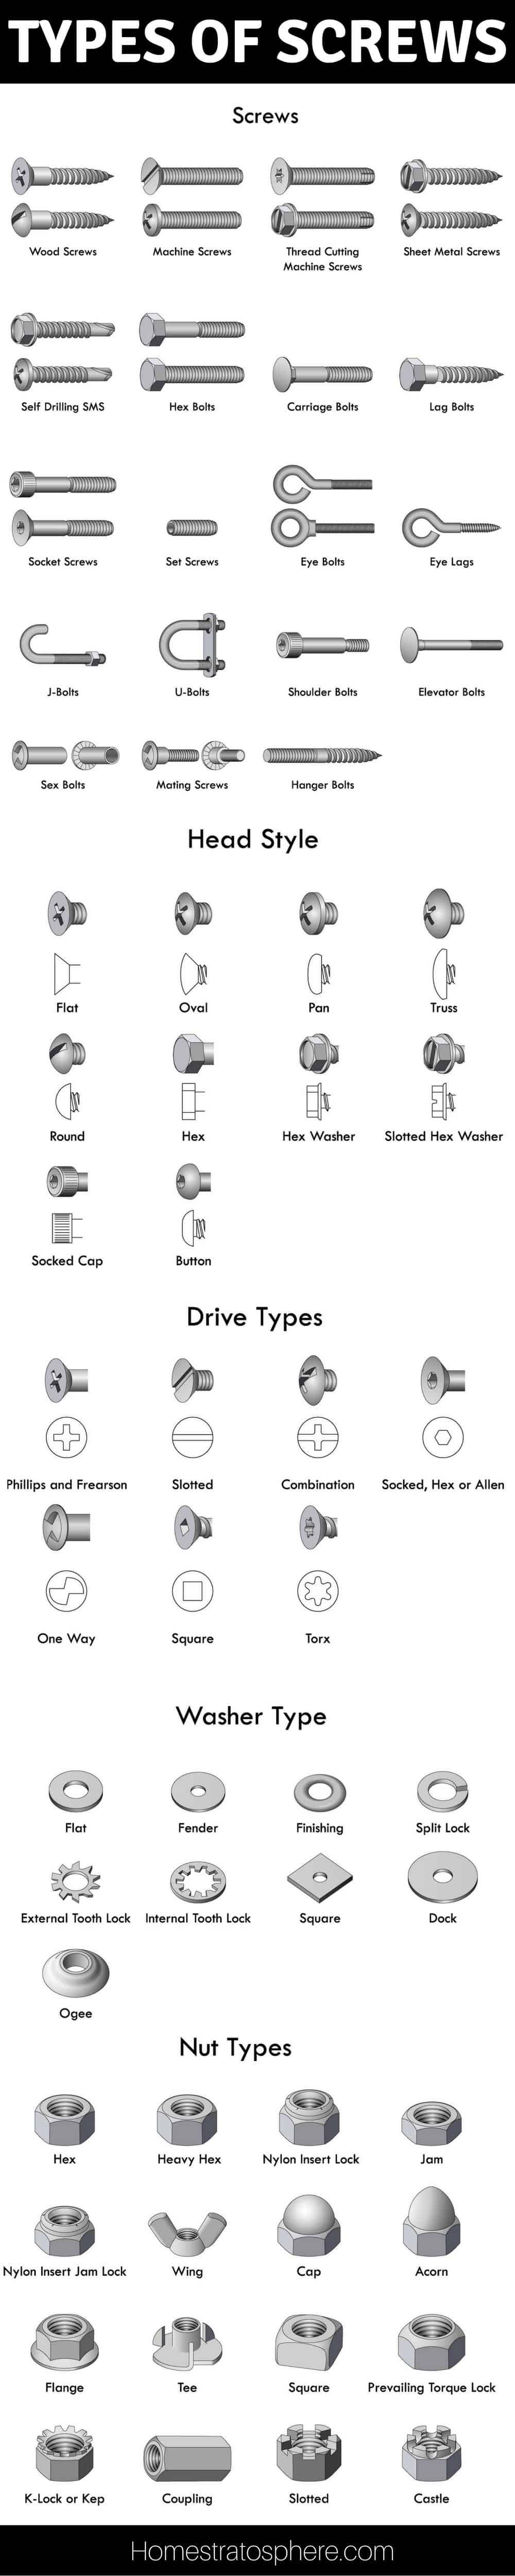 TYPES OF SCREWS
Screws
Wood Screws
Machine Screws
Thread Cutting
Machine Screws
Sheet Metal Screws
Self Drilling SMS
Hex Bolts
Carriage Bolts
Lag Bolts
Socket Screws
Set Screws
Eye Bolts
Eye Lags
J-Bolts
U-Bolts
Shoulder Bolts
Elevator Bolts
Sex Bolts
Mating Screws
Hanger Bolts
Head Style
Flat
Oval
Pan
Truss
Round
Hex
Hex Washer
Slotted Hex Washer
Socked Cap
Button
Drive Types
Phillips and Frearson
Slotted
Combination
Socked, Hex or Allen
One Way
Square
Torx
Washer Type
Flat
Fender
Finishing
Split Lock
External Tooth Lock
Internal Tooth Lock
Square
Dock
Ogee
Nut Types
Hex
Heavy Hex
Nylon Insert Lock
Jam
Nylon Insert Jam Lock
Wing
Cap
Acorn
Flange
Tee
Square
Prevailing Torque Lock
K-Lock or Kep
Coupling
Slotted
Castle
Homestratosphere.com